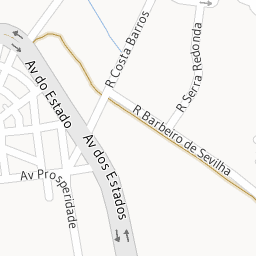 R Costa Barros
R Serra Redonda
Av do Estado
R Barbeiro de Sevilha
Av dos Estados
Av Prosperidade